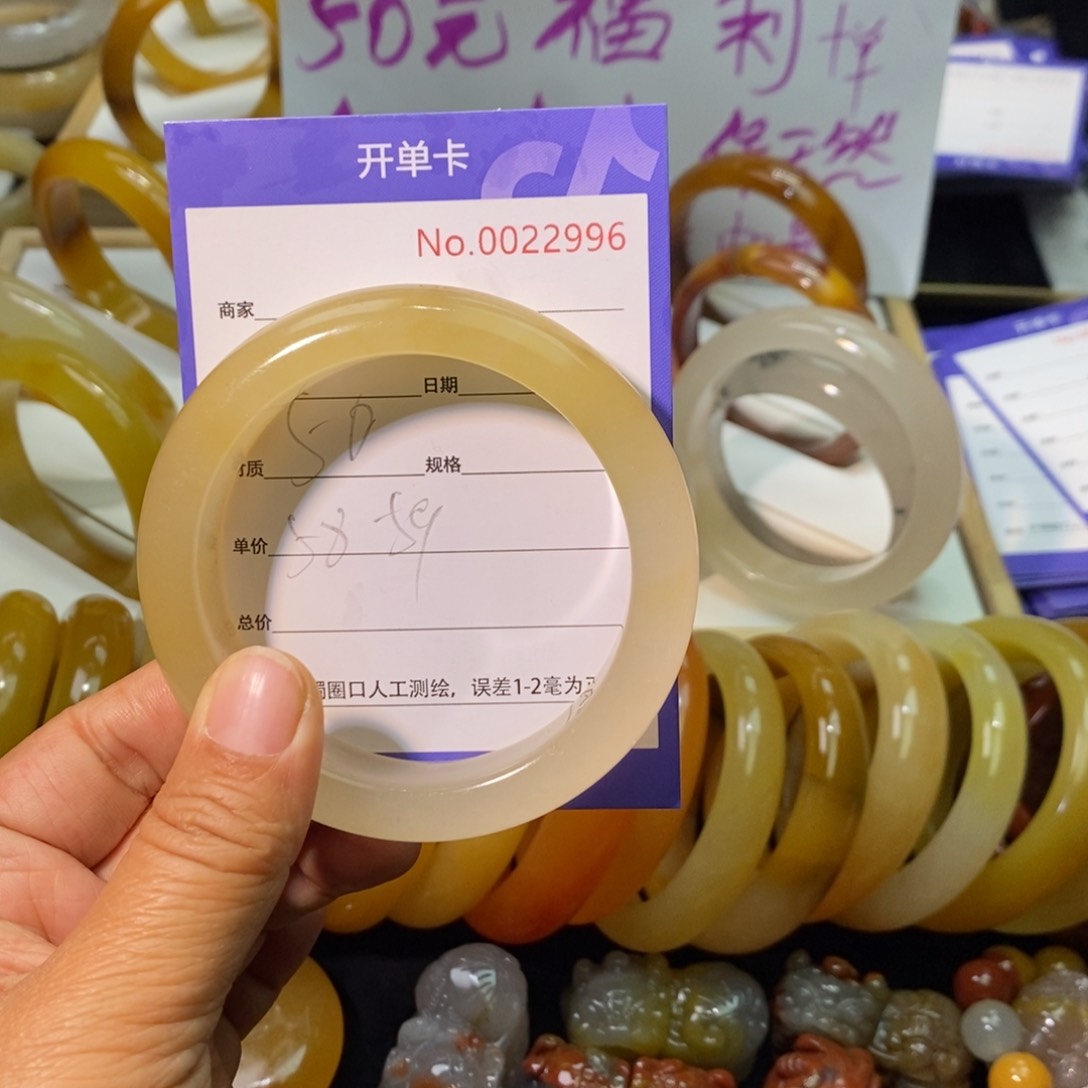 50元福利
开单卡
No.0022996
商家
日期
50
质 规格
单价 58 59
总价
圈口人工测绘，误差1-2毫为正